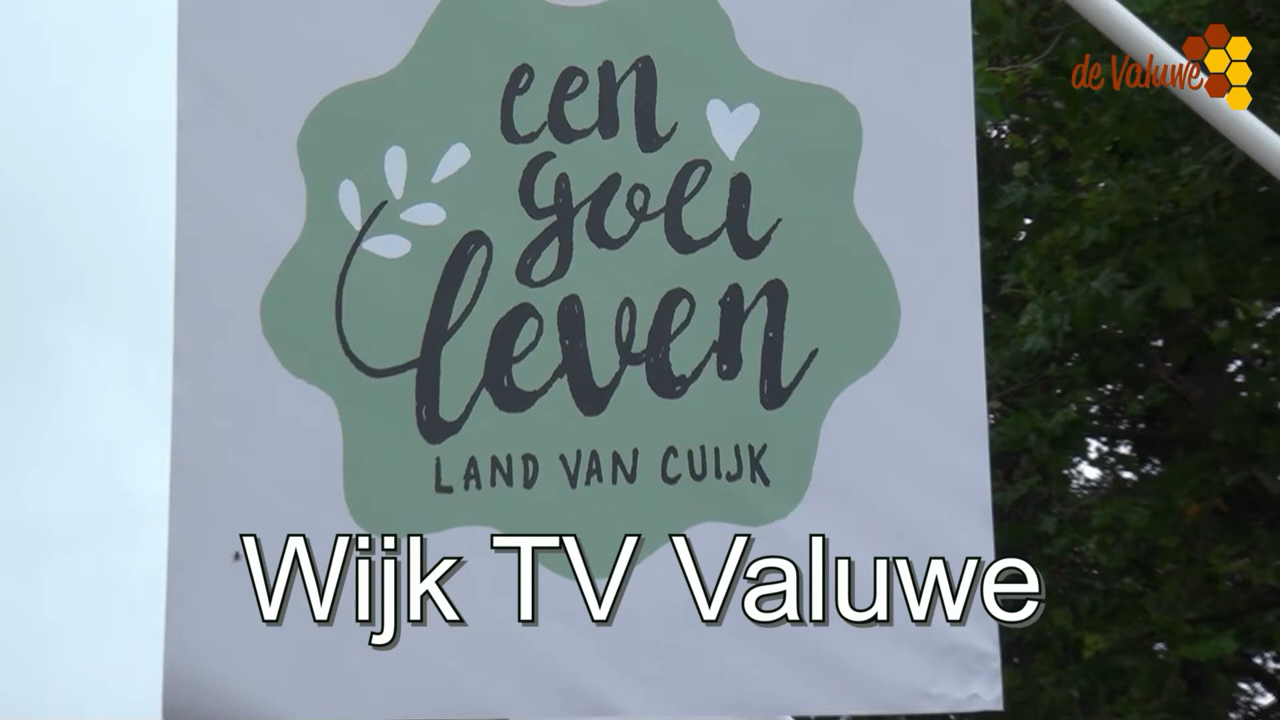 de Valuwe
een
goei
leven
LAND VAN CUIJK
Wijk TV Valuwe